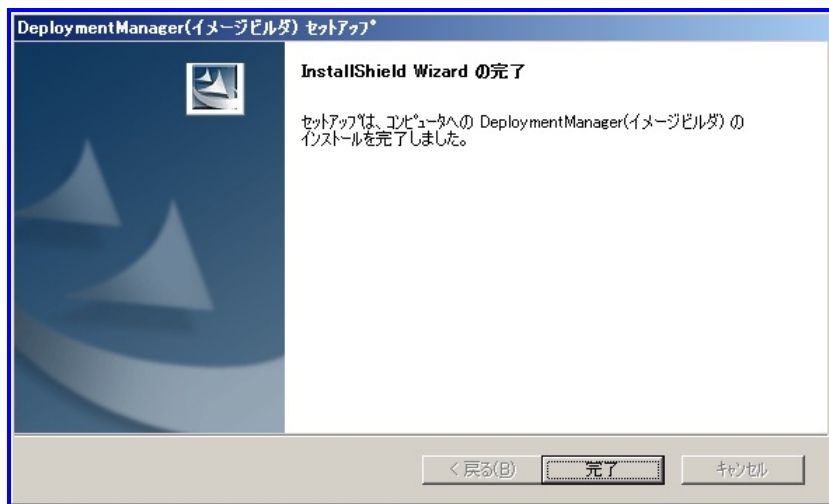 DeploymentManager(イメージビルダ) セットアップ
InstallShield Wizard の完了
セットアップは、コンピュータへの DeploymentManager(イメージビルダ) の
インストールを完了しました。
< 戻る(B)
完了
キャンセル